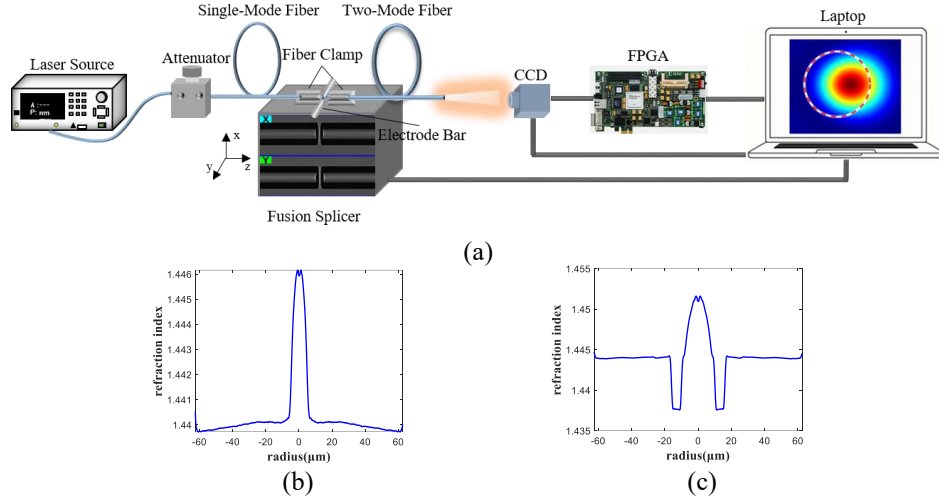 Single-Mode Fiber
Two-Mode Fiber
Laptop
Attenuator
Fiber Clamp
FPGA
Laser Source
CCD
λ : ---
P: nm
Electrode Bar
X
x
Y
y
z
Fusion Splicer
(a)
1.446
1.445
1.444
1.443
1.442
1.441
1.44
refraction index
-60
-40
-20
0
20
40
60
radius(μm)
(b)
1.455
1.45
1.445
1.44
1.435
refraction index
-60
-40
-20
0
20
40
60
radius(μm)
(c)